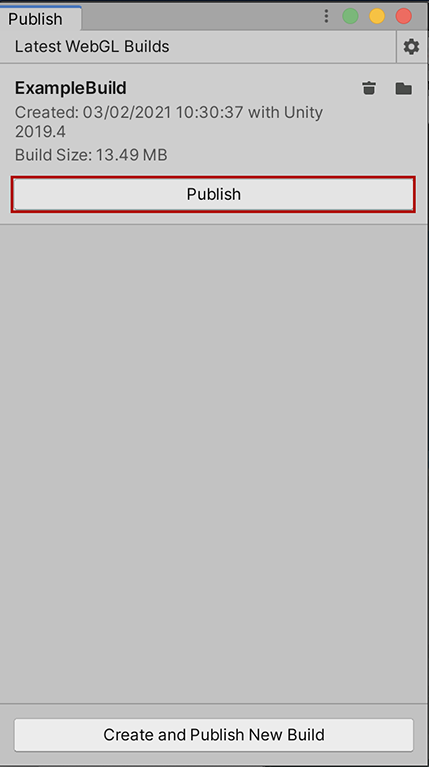 Publish
Latest WebGL Builds
ExampleBuild
Created: 03/02/2021 10:30:37 with Unity
2019.4
Build Size: 13.49 MB
Publish
Create and Publish New Build